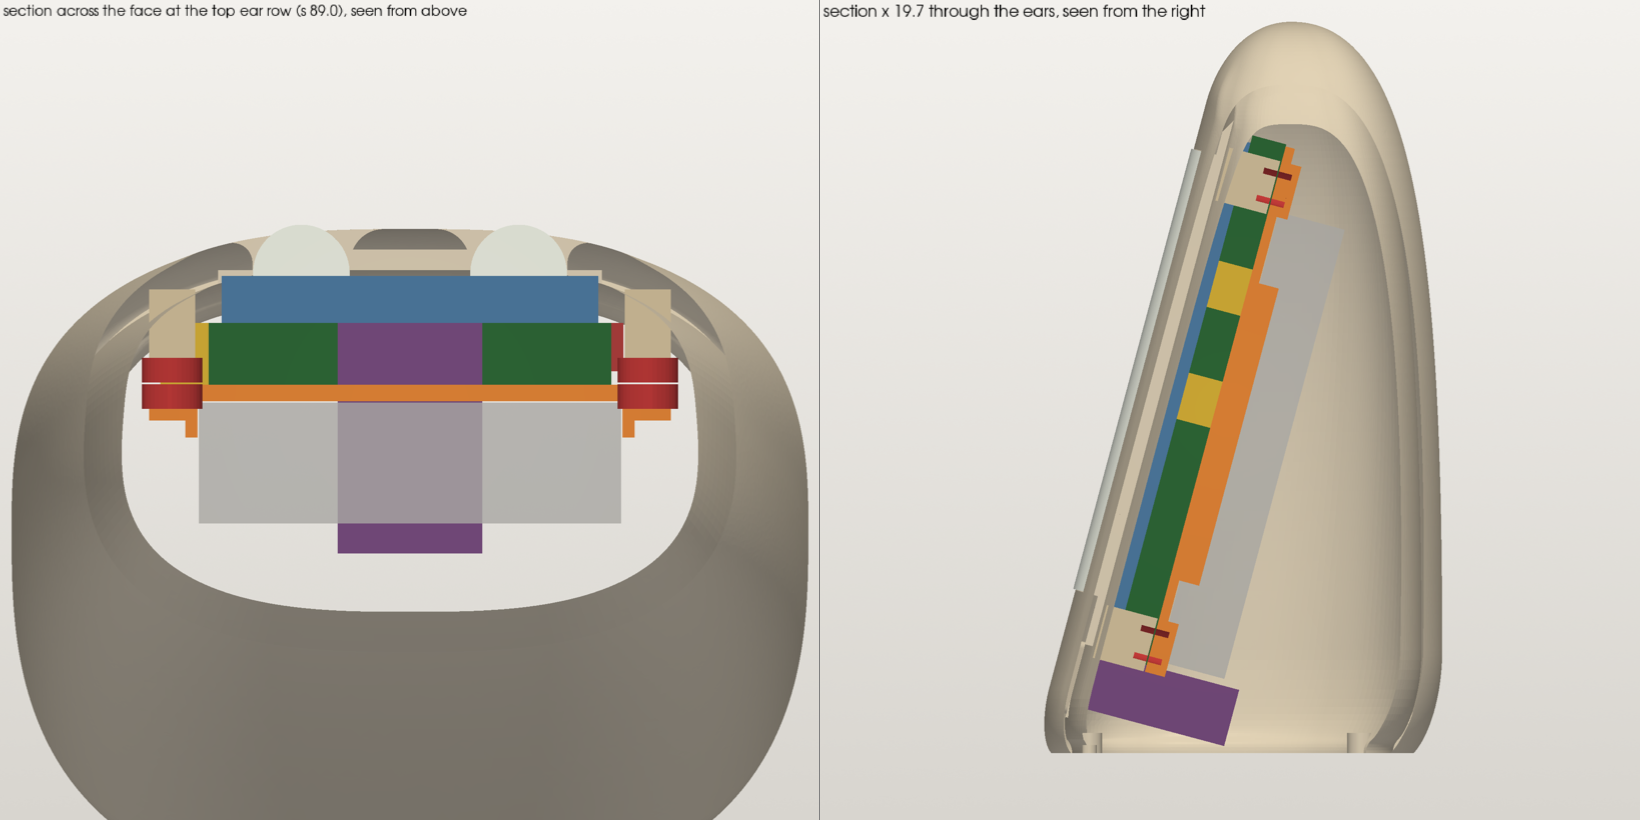 section across the face at the top ear row (s 89.0), seen from above
section x 19.7 through the ears, seen from the right